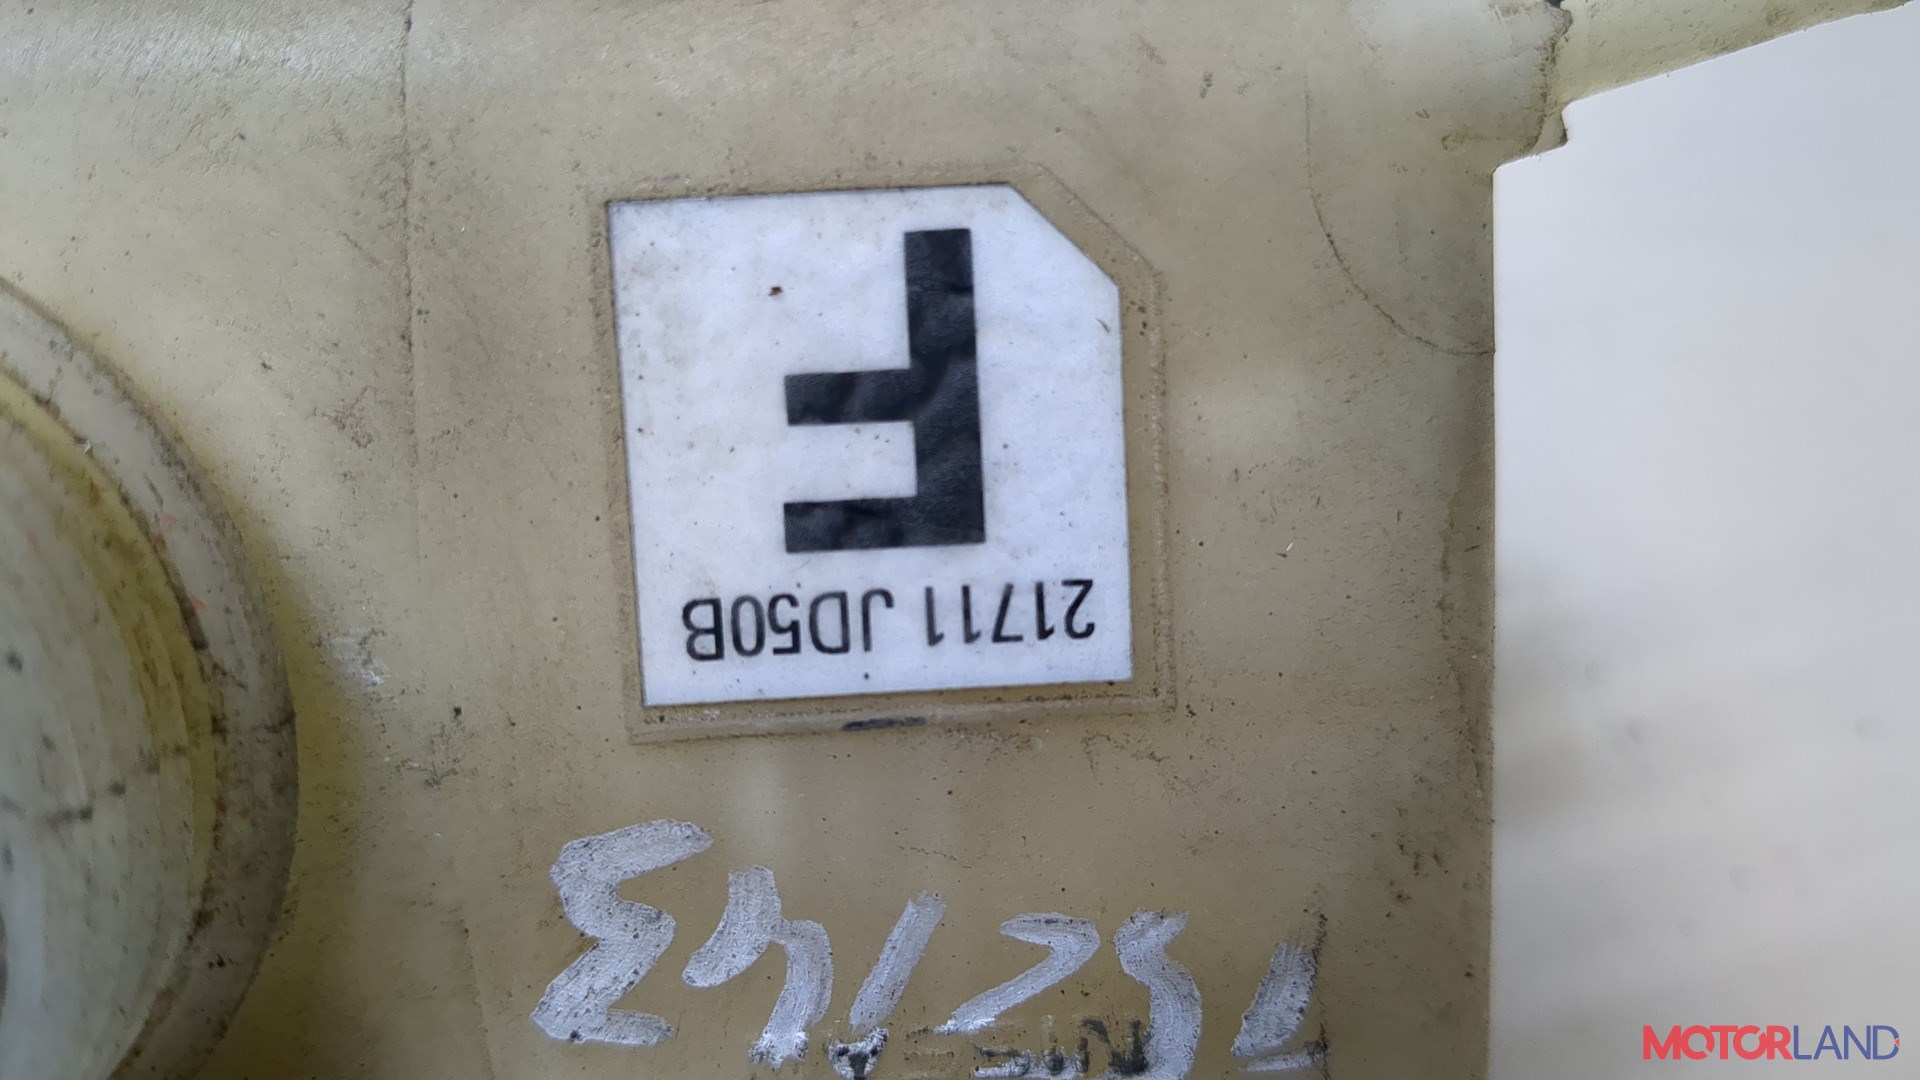 21711 JD50B
F
MOTORLAND